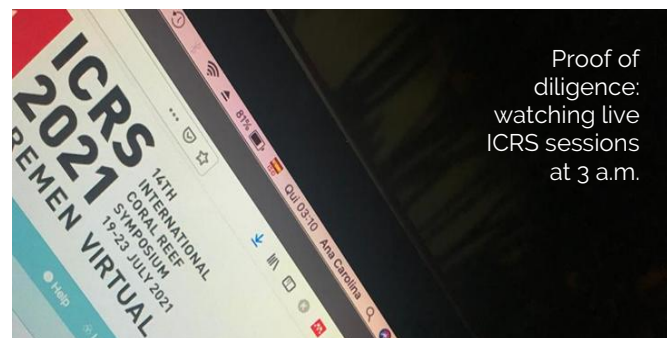 Proof of
diligence:
watching live
ICRS sessions
at 3 a.m.
81%
Qui 03:10 Ana Carolina
ICRS
2021
14TH
INTERNATIONAL
CORAL REEF
SYMPOSIUM
19-23 JULY 2021
REMEN VIRTUAL
Help